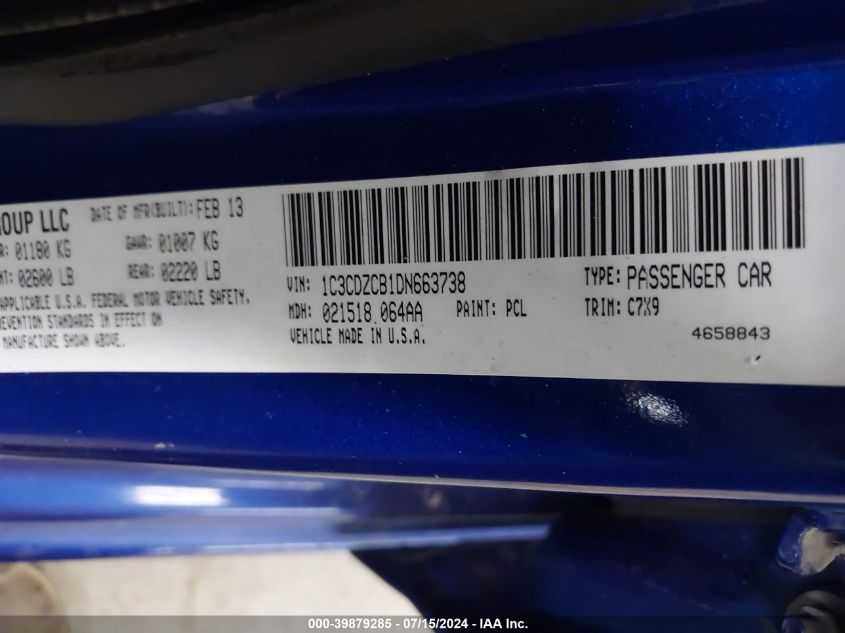 GROUP LLC DATE OF MFR(BUILT): FEB 13
01180 KG GAWR: 01007 KG
02600 LB REAR: 02220 LB
APPLICABLE U.S.A. FEDERAL MOTOR VEHICLE SAFETY,
PREVENTION STANDARDS IN EFFECT ON
MANUFACTURE SHOWN ABOVE.
VIN: 1C3CDZCB1DN663738 TYPE: PASSENGER CAR
MDH: 021518 064AA PAINT: PCL TRIM: C7X9
VEHICLE MADE IN U.S.A. 4658843
000-39879285 - 07/15/2024 - IAA Inc.